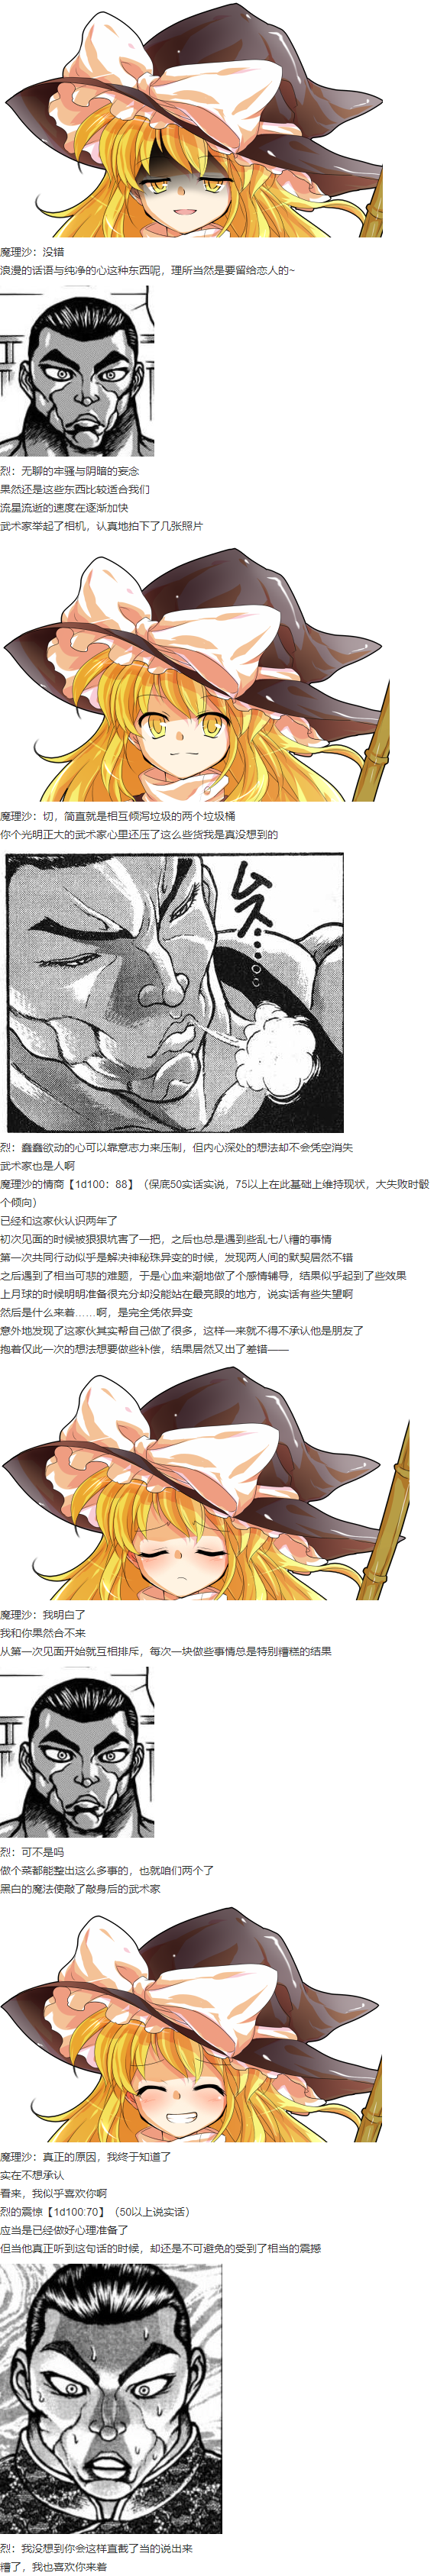 魔理沙：没错
浪漫的话语与纯净的心这种东西呢，理所当然是要留给恋人的~
烈：无聊的牢骚与阴暗的妄念
果然还是这些东西比较适合我们
流星流逝的速度在逐渐加快
武术家举起了相机，认真地拍下了几张照片
魔理沙：切，简直就是相互倾泻垃圾的两个垃圾桶
你个光明正大的武术家心里还压了这么些货我是真没想到的
ムス…。。
烈：蠢蠢欲动的心可以靠意志力来压制，但内心深处的想法却不会凭空消失
武术家也是人啊
魔理沙的情商【1d100：88】（保底50实话实说，75以上在此基础上维持现状，大失败时骰
个倾向）
已经和这家伙认识两年了
初次见面的时候被狠狠坑害了一把，之后也总是遇到些乱七八糟的事情
第一次共同行动似乎是解决神秘珠异变的时候，发现两人间的默契居然不错
之后遇到了相当可悲的难题，于是心血来潮地做了个感情辅导，结果似乎起到了些效果
上月球的时候明明准备很充分却没能站在最亮眼的地方，说实话有些失望啊
然后是什么来着……啊，是完全凭依异变
意外地发现了这家伙其实帮自己做了很多，这样一来就不得不承认他是朋友了
抱着仅此一次的想法想要做些补偿，结果居然又出了差错——
魔理沙：我明白了
我和你果然合不来
从第一次见面开始就互相排斥，每次一块做些事情总是特别糟糕的结果
烈：可不是吗
做个菜都能整出这么多事的，也就咱们两个了
黑白的魔法使敲了敲身后的武术家
魔理沙：真正的原因，我终于知道了
实在不想承认
看来，我似乎喜欢你啊
烈的震惊【1d100:70】（50以上说实话）
应当是已经做好心理准备了
但当他真正听到这句话的时候，却还是不可避免的受到了相当的震撼
烈：我没想到你会这样直截了当的说出来
糟了，我也喜欢你来着